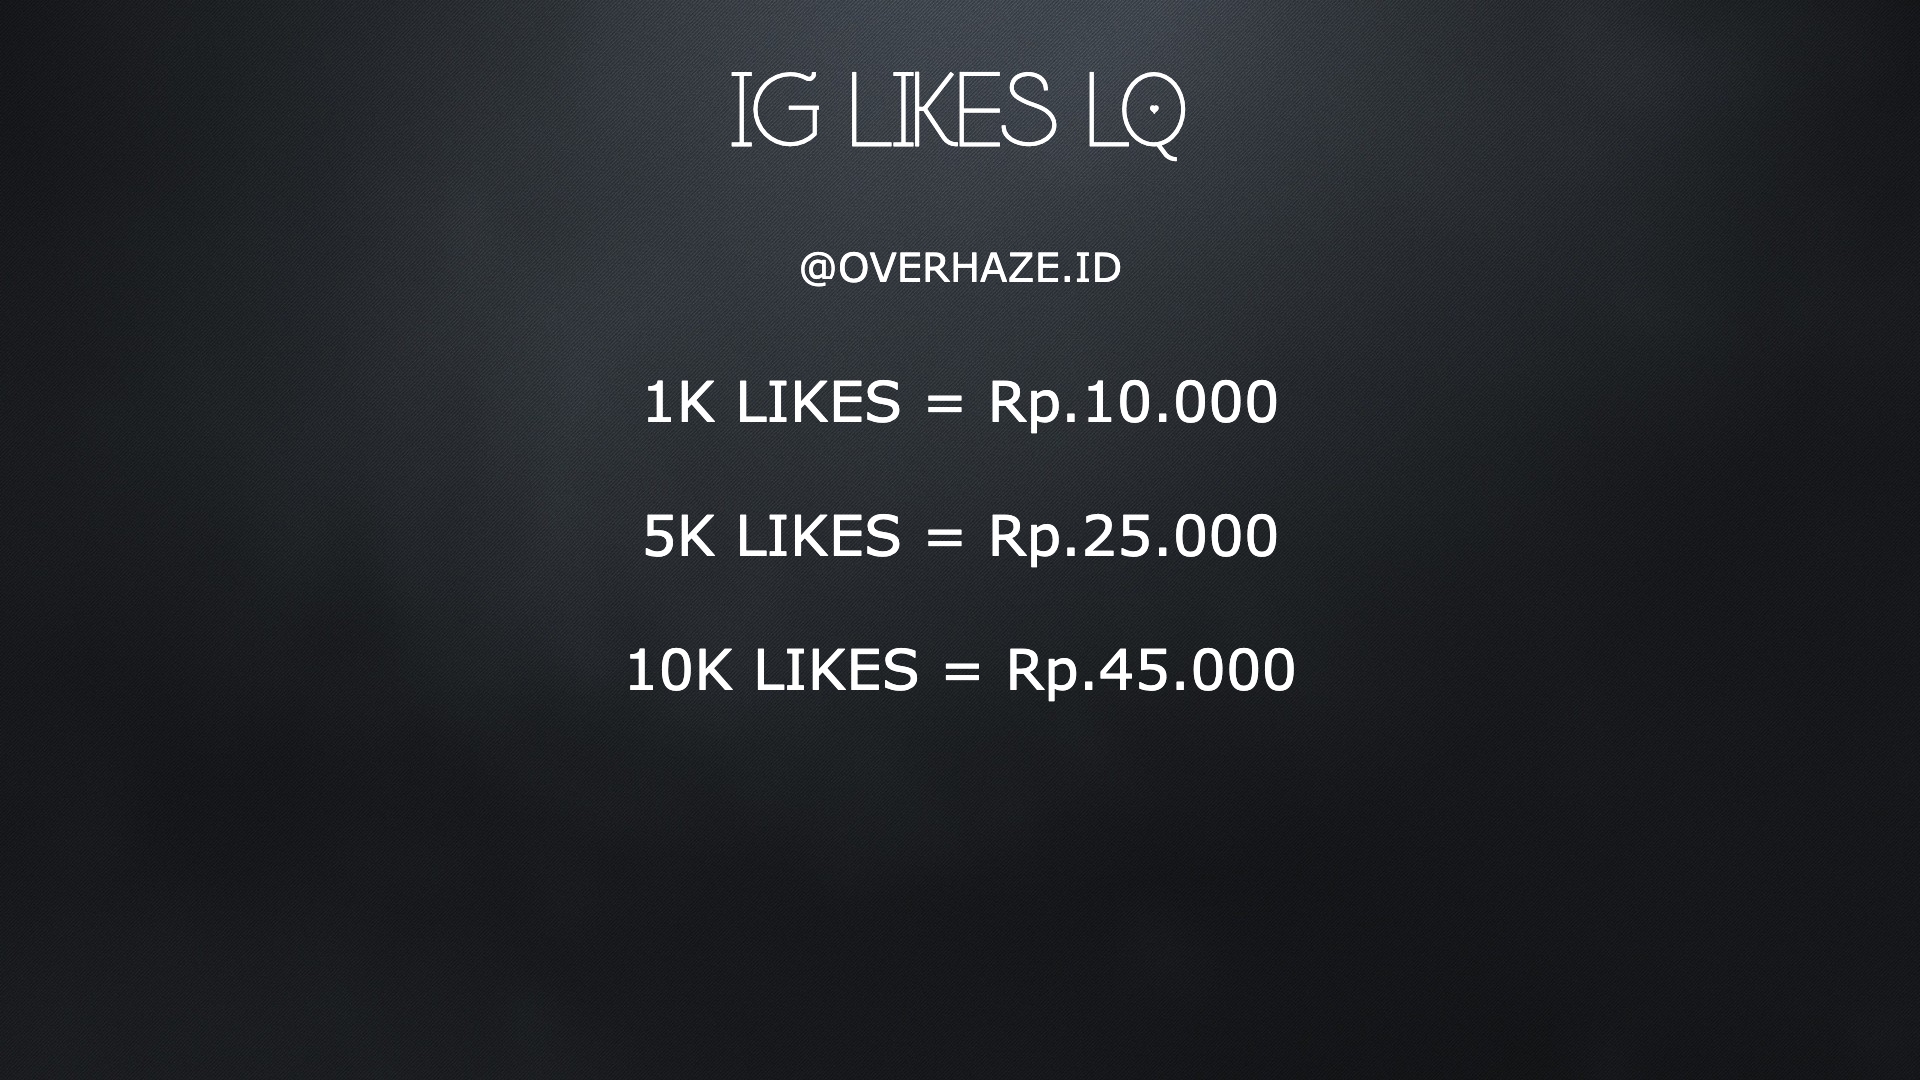 IG LIKES LQ
@OVERHAZE.ID
1K LIKES = Rp.10.000
5K LIKES = Rp.25.000
10K LIKES = Rp.45.000